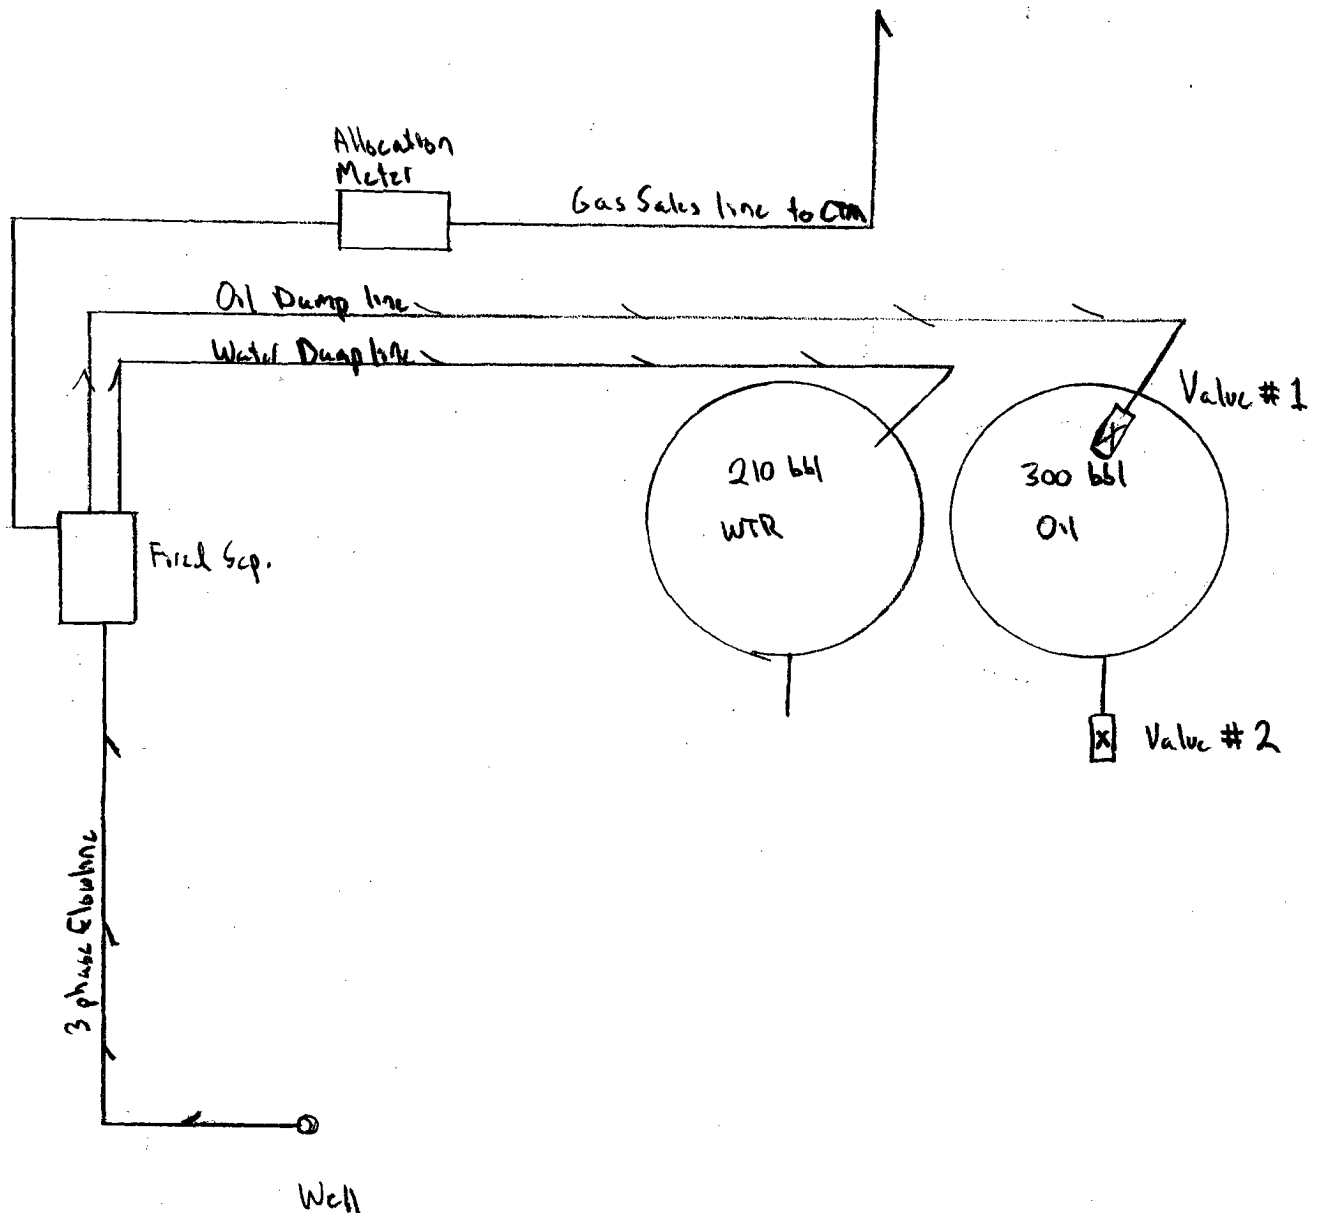 Allocation
Meter
Gas Sales line to CTM
Oil Dump line
Water Dump line
Valve # 1
210 bbl
WTR
300 bbl
Oil
Fired Sep.
X
Valve # 2
3 phase flowline
Well